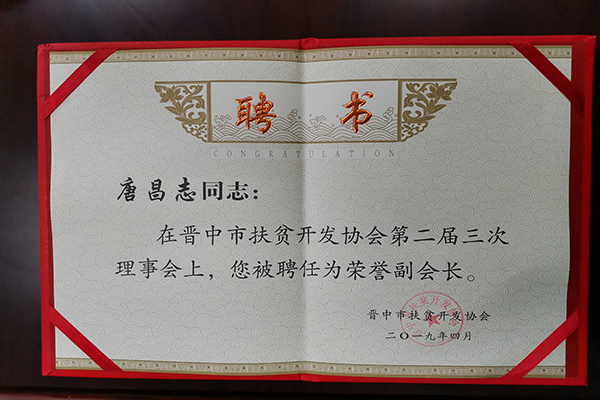 聘书
CONGRATULATION
唐昌志同志：
在晋中市扶贫开发协会第二届三次
理事会上，您被聘任为荣誉副会长。
晋中市扶贫开发协会
二〇一九年四月